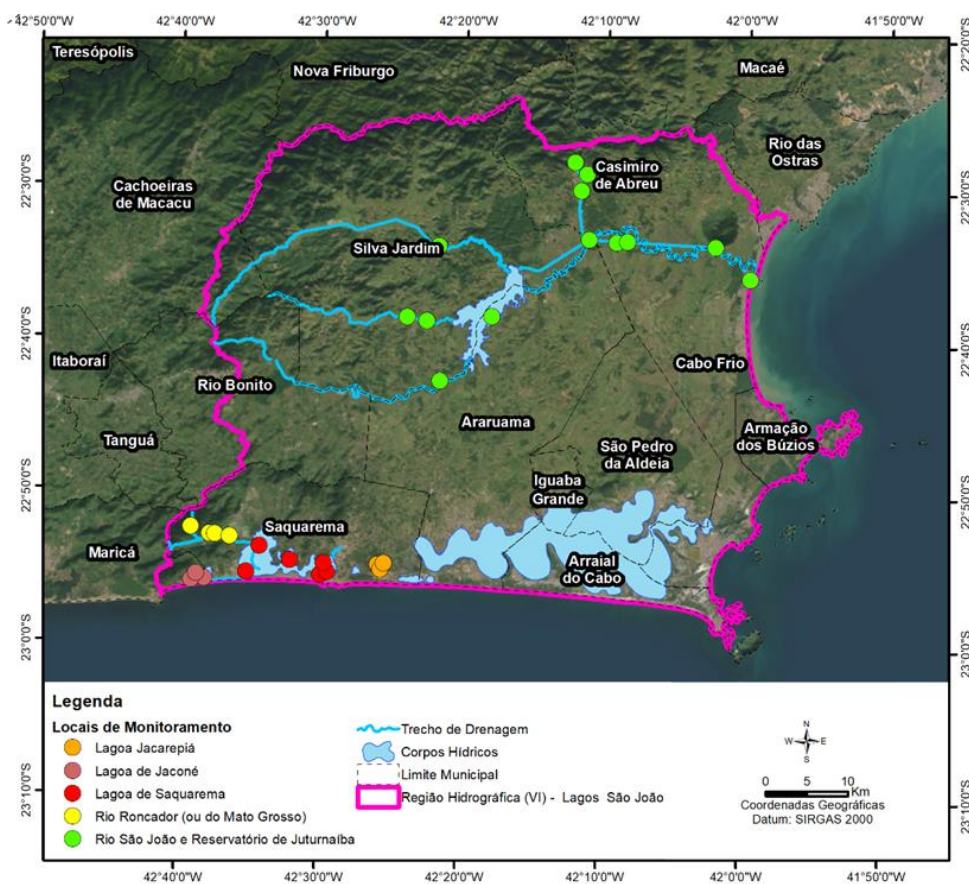 42°50'0"O 42°40'0"O 42°30'0"O 42°20'0"O 42°10'0"O 42°0'0"O 41°50'0"O
22°20'0"S
22°30'0"S 22°30'0"S
22°40'0"S 22°40'0"S
22°50'0"S 22°50'0"S
23°0'0"S 23°0'0"S
23°10'0"S 23°10'0"S
Teresópolis
Nova Friburgo
Macaé
Rio das
Ostras
Cachoeiras
de Macacu
Casimiro
de Abreu
Silva Jardim
Itaboraí
Rio Bonito
Cabo Frio
Tanguá
Araruama
Armação
dos Búzios
São Pedro
da Aldeia
Iguaba
Grande
Maricá
Saquarema
Arraial
do Cabo
Legenda
Locais de Monitoramento
Lagoa Jacarepiá
Lagoa de Jaconé
Lagoa de Saquarema
Rio Roncador (ou do Mato Grosso)
Rio São João e Reservatório de Juturnaíba
Trecho de Drenagem
Corpos Hídricos
Limite Municipal
Região Hidrográfica (VI) - Lagos São João
N
W E
S
0 5 10
Km
Coordenadas Geográficas
Datum: SIRGAS 2000
42°40'0"O 42°30'0"O 42°20'0"O 42°10'0"O 42°0'0"O 41°50'0"O